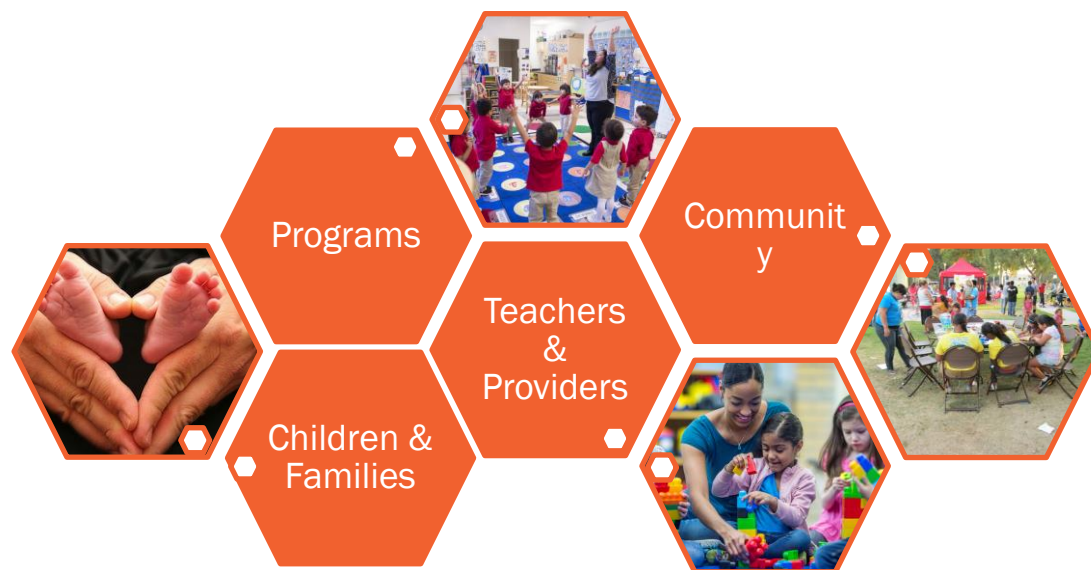 Programs
Communit
y
Teachers
&
Providers
Children &
Families